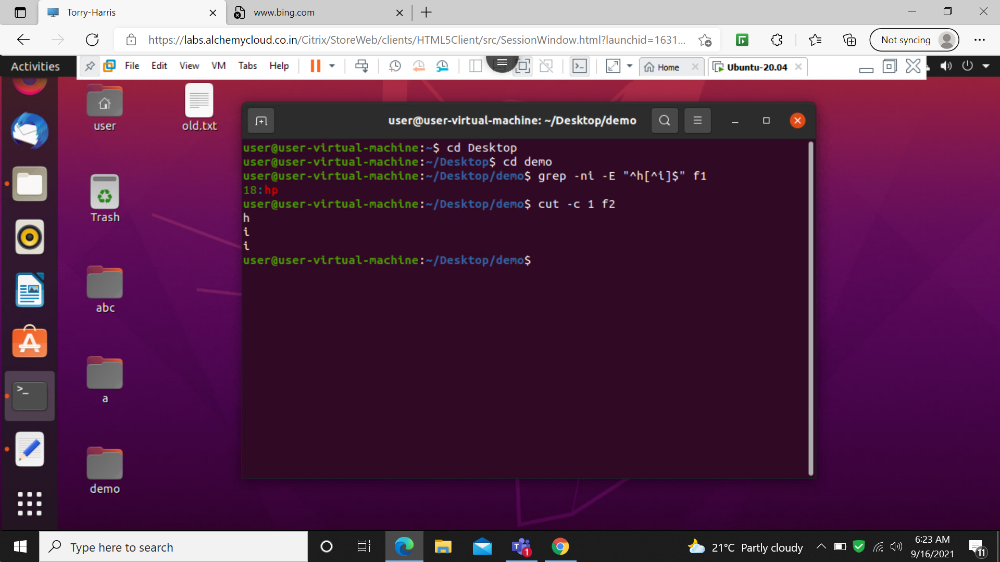 Torry-Harris
www.bing.com
https://labs.alchemycloud.co.in/Citrix/StoreWeb/clients/HTML5Client/src/SessionWindow.html?launchid=1631...
Not syncing
Activities
File Edit View VM Tabs Help
Home
Ubuntu-20.04
user
old.txt
Trash
abc
a
demo
user@user-virtual-machine: ~/Desktop/demo
user@user-virtual-machine:~$ cd Desktop
user@user-virtual-machine:~/Desktop$ cd demo
user@user-virtual-machine:~/Desktop/demo$ grep -ni -E "^h[^i]$" f1
18:hp
user@user-virtual-machine:~/Desktop/demo$ cut -c 1 f2
h
i
i
user@user-virtual-machine:~/Desktop/demo$
Type here to search
1
21°C Partly cloudy
6:23 AM
9/16/2021
11